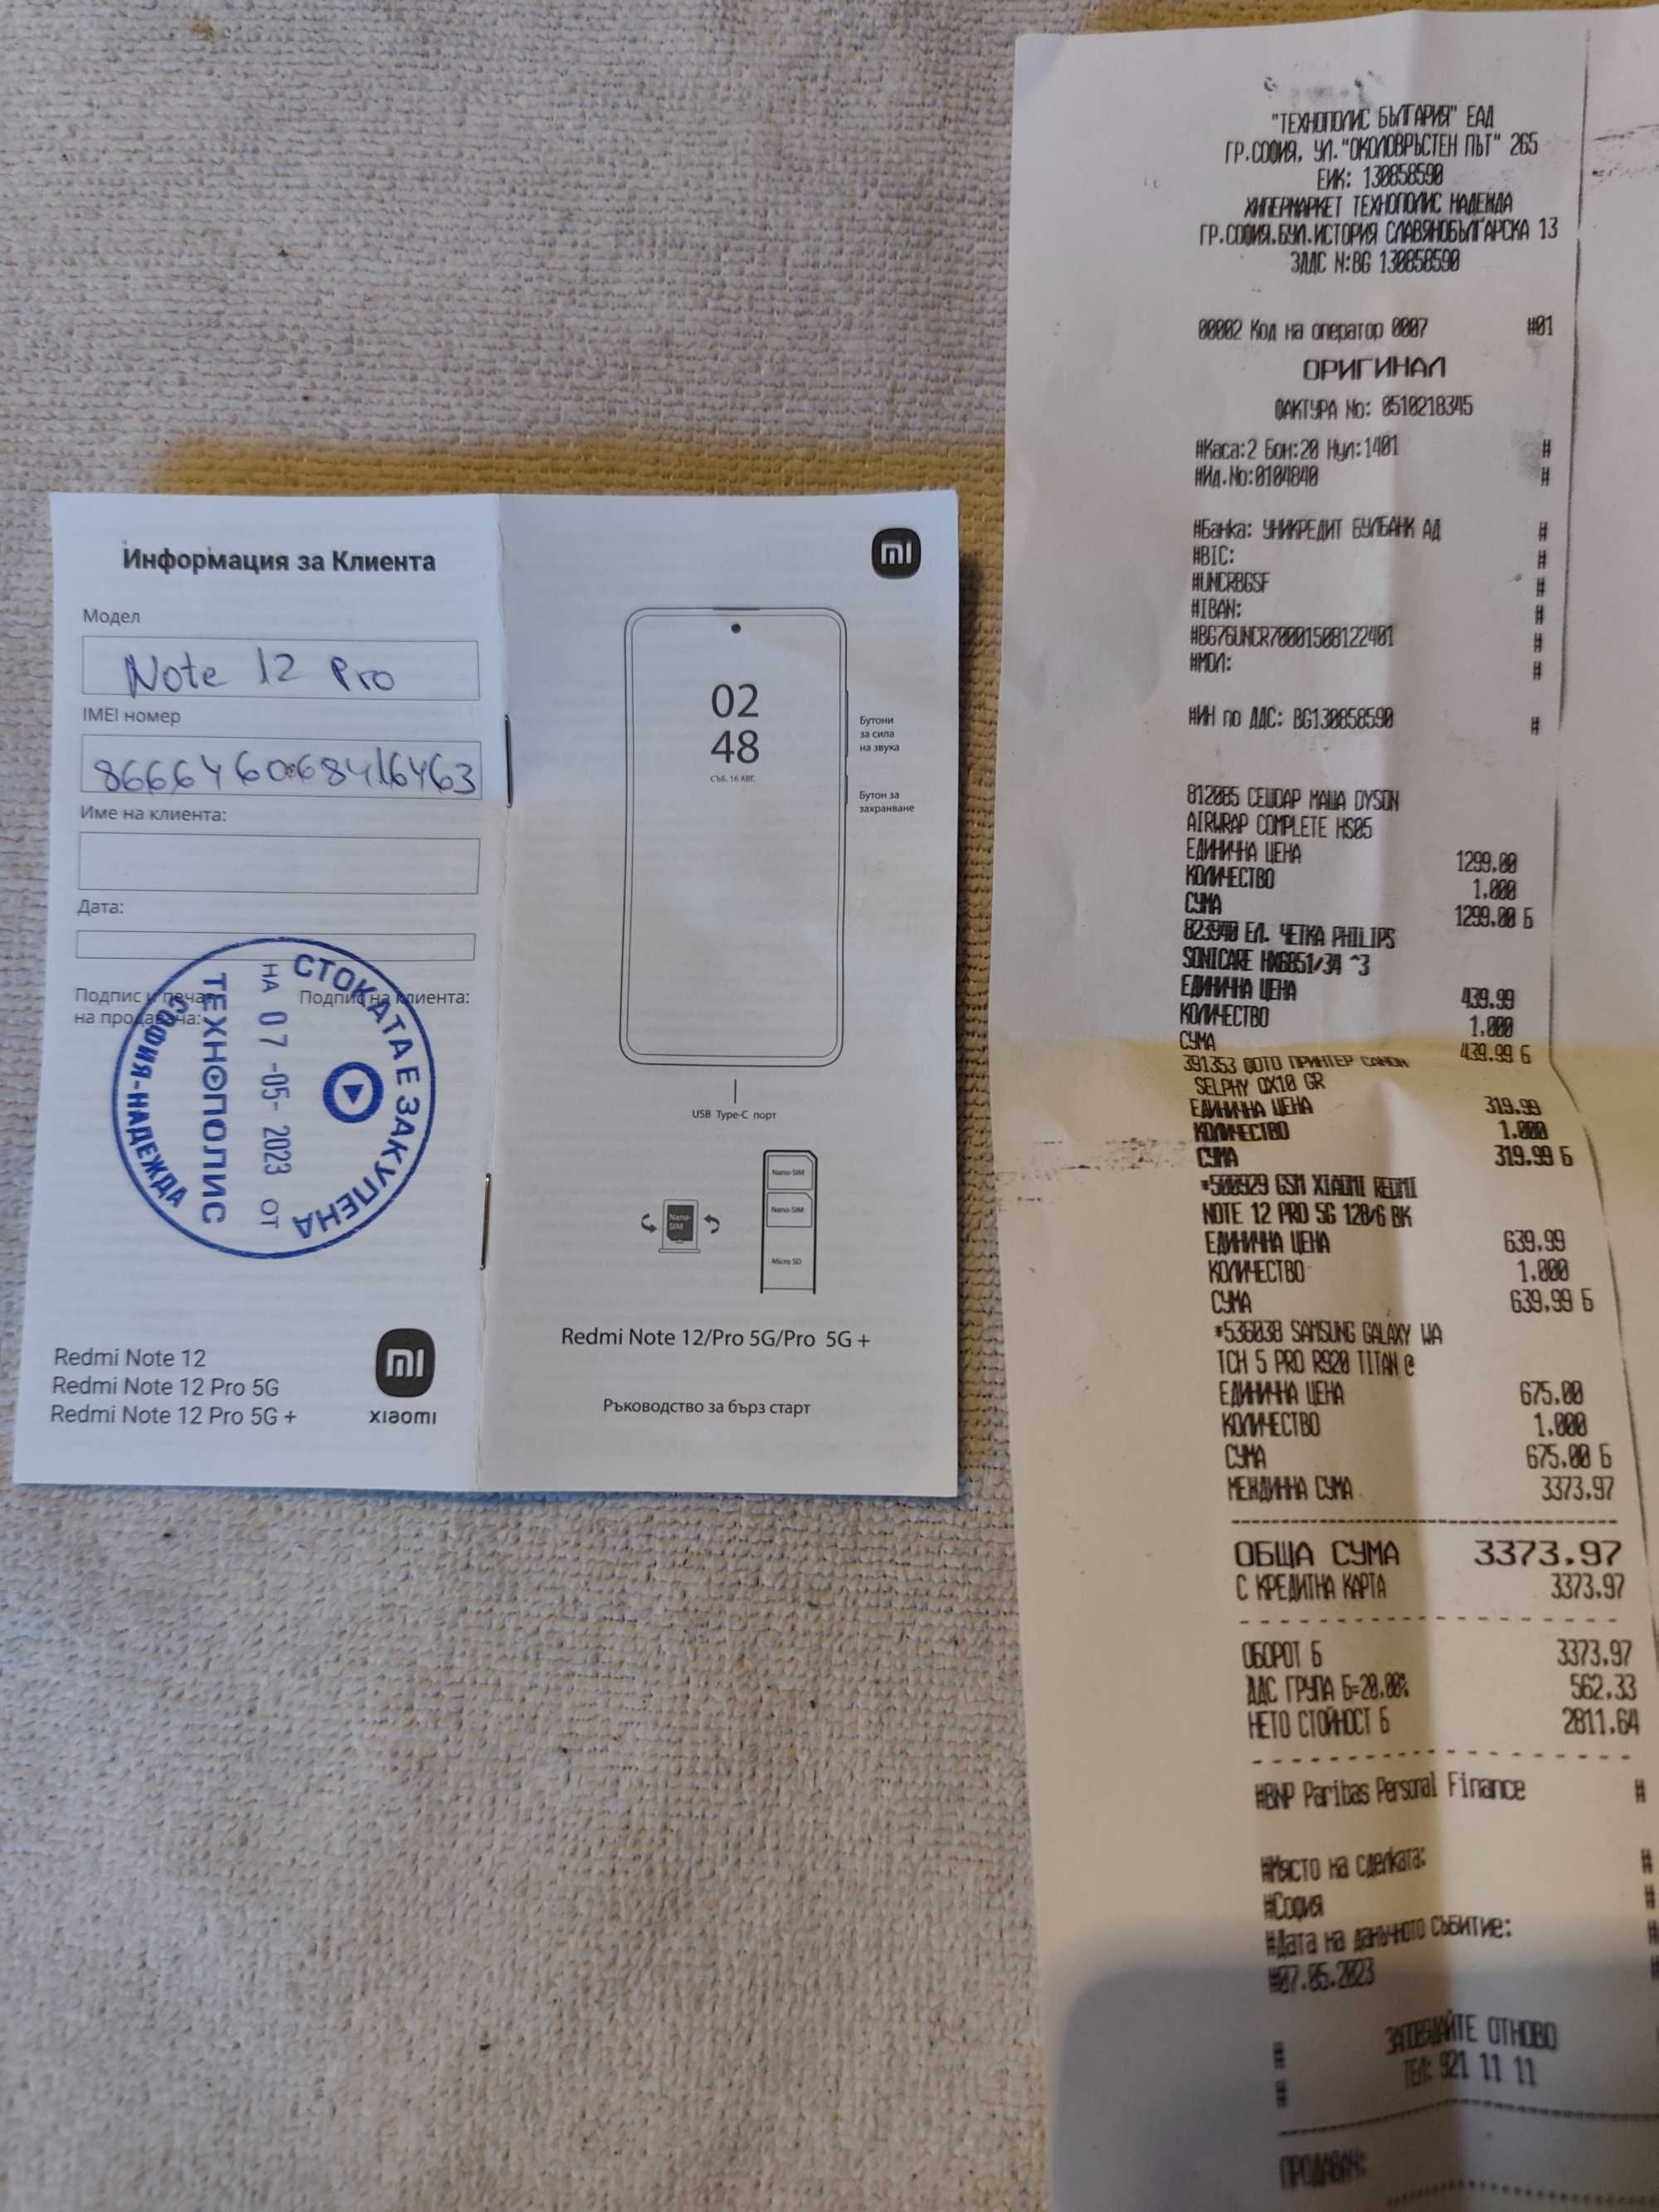 Информация за Клиента
Модел
Note 12 Pro
IMEI номер
866646068416463
Име на клиента:
Дата:
Подпис и печат
на продавача:
Подпис на клиента:
СТОКАТА Е ЗАКУПЕНА
НА 07-05-2023 ОТ
ТЕХНОПОЛИС
СОФИЯ-НАДЕЖДА
Redmi Note 12
Redmi Note 12 Pro 5G
Redmi Note 12 Pro 5G +
xiaomi
02
48
СЪБ. 16 АВГ.
Бутони
за сила
на звука
Бутон за
захранване
USB Type-C порт
Nano-SIM
Nano-SIM
Nano-SIM
Micro SD
Redmi Note 12/Pro 5G/Pro 5G +
Ръководство за бърз старт
"ТЕХНОПОЛИС БЪЛГАРИЯ" ЕАД
ГР.СОФИЯ, УЛ."ОКОЛОВРЪСТЕН ПЪТ" 265
ЕИК: 130858590
ХИПЕРМАРКЕТ ТЕХНОПОЛИС НАДЕЖДА
ГР.СОФИЯ.БУЛ.ИСТОРИЯ СЛАВЯНОБЪЛГАРСКА 13
ЗДДС N:BG 130858590
00002 Код на оператор 0007 #01
ОРИГИНАЛ
ФАКТУРА No: 0510218345
#Каса:2 Бон:20 Нул:1401 #
#Ид.No:0104840 #
#Банка: УНИКРЕДИТ БУЛБАНК АД #
#BIC: #
#UNCRBGSF #
#IBAN: #
#BG76UNCR70001508122401 #
#МОЛ: #
#ИН по ДДС: BG130858590 #
812085 СЕШОАР МАША DYSON
AIRWRAP COMPLETE HS05
ЕДИНИЧНА ЦЕНА 1299.00
КОЛИЧЕСТВО 1.000
СУМА 1299.00 Б
823940 ЕЛ. ЧЕТКА PHILIPS
SONICARE HX6851/34 ^3
ЕДИНИЧНА ЦЕНА 439.99
КОЛИЧЕСТВО 1.000
СУМА 439.99 Б
391353 ФОТО ПРИНТЕР CANON
SELPHY QX10 GR
ЕДИНИЧНА ЦЕНА 319.99
КОЛИЧЕСТВО 1.000
СУМА 319.99 Б
*500929 GSM XIAOMI REDMI
NOTE 12 PRO 5G 128/6 BK
ЕДИНИЧНА ЦЕНА 639.99
КОЛИЧЕСТВО 1.000
СУМА 639.99 Б
*536038 SAMSUNG GALAXY WA
TCH 5 PRO R920 TITAN @
ЕДИНИЧНА ЦЕНА 675.00
КОЛИЧЕСТВО 1.000
СУМА 675.00 Б
МЕЖДИННА СУМА 3373.97
ОБЩА СУМА 3373.97
С КРЕДИТНА КАРТА 3373.97
ОБОРОТ Б 3373.97
ДДС ГРУПА Б=20.00% 562.33
НЕТО СТОЙНОСТ Б 2811.64
#BNP Paribas Personal Finance #
#Място на сделката: #
#София #
#Дата на данъчното събитие: #
#07.05.2023 #
# ЗАПОВЯДАЙТЕ ОТНОВО
# ТЕЛ: 921 11 11
ПРОДАВАЧ: